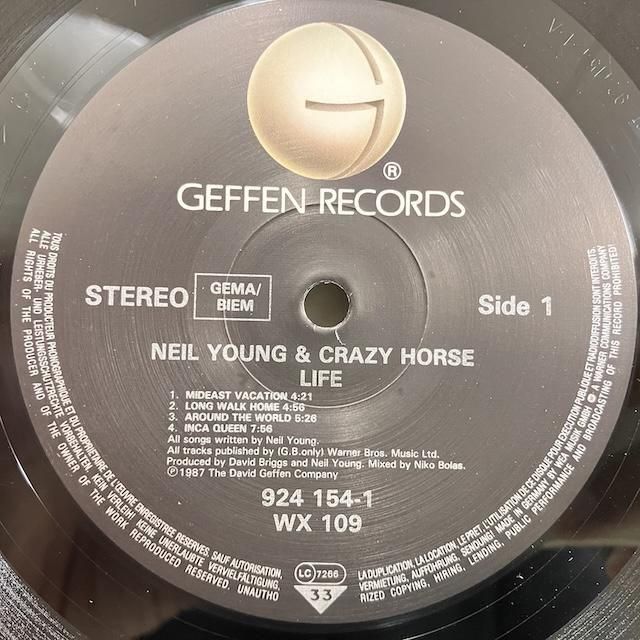 GEFFEN RECORDS
®
STEREO
GEMA/
BIEM
Side 1
NEIL YOUNG & CRAZY HORSE
LIFE
1. MIDEAST VACATION 4:21
2. LONG WALK HOME 4:56
3. AROUND THE WORLD 5:26
4. INCA QUEEN 7:56
All songs written by Neil Young.
All tracks published by (G.B.only) Warner Bros. Music Ltd.
Produced by David Briggs and Neil Young. Mixed by Niko Bolas.
℗ 1987 The David Geffen Company
924 154-1
WX 109
LC 7266
33
TOUS DROITS DU PRODUCTEUR PHONOGRAPHIQUE ET DU PROPRIETAIRE DE L'ŒUVRE ENREGISTREE RESERVES. SAUF AUTORISATION,
LA DUPLICATION, LA LOCATION, LE PRET, L'UTILISATION DE CE DISQUE POUR EXECUTION PUBLIQUE ET RADIODIFFUSION SONT INTERDITS.
ALLE URHEBER- UND LEISTUNGSSCHUTZRECHTE VORBEHALTEN. KEIN VERLEIH! KEINE UNERLAUBTE VERVIELFÄLTIGUNG,
VERMIETUNG, AUFFÜHRUNG, SENDUNG! MADE IN GERMANY BY WEA MUSIK GMBH A WARNER COMMUNICATIONS COMPANY
ALL RIGHTS OF THE PRODUCER AND OF THE OWNER OF THE WORK REPRODUCED RESERVED. UNAUTHO
RIZED COPYING, HIRING, LENDING, PUBLIC PERFORMANCE AND BROADCASTING OF THIS RECORD PROHIBITED!